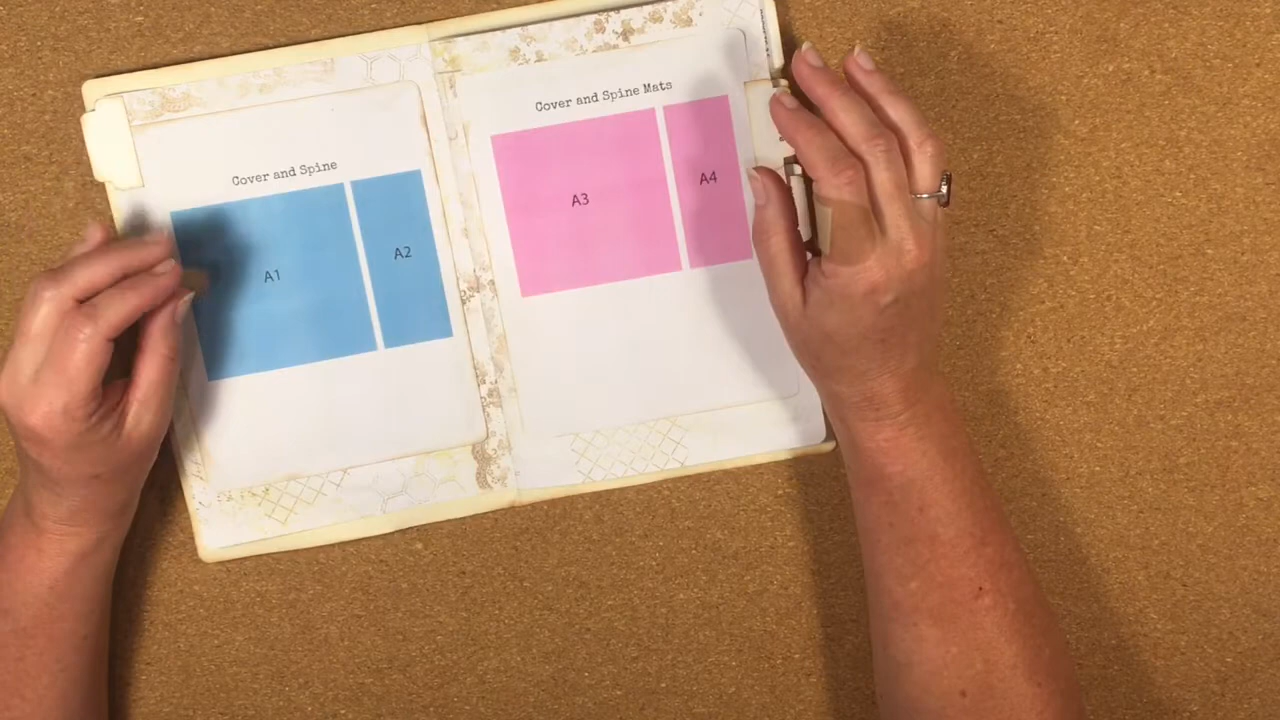 Cover and Spine
A1
A2
Cover and Spine Mats
A3
A4